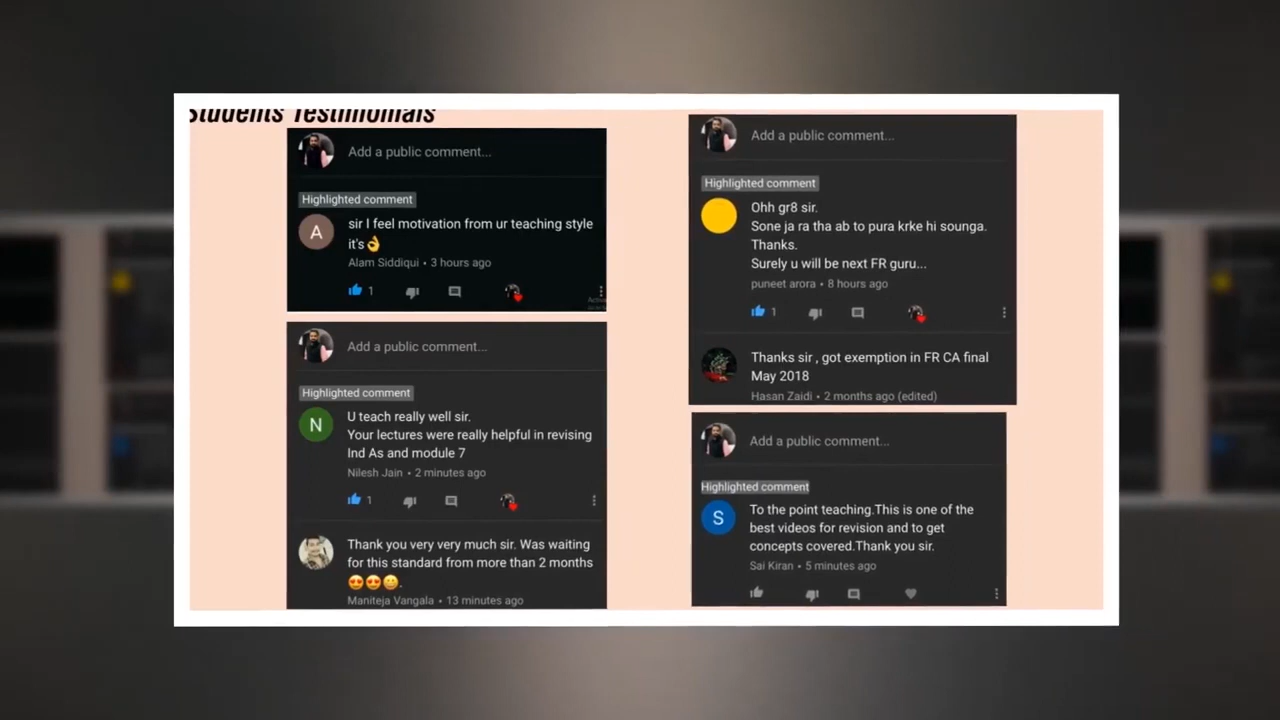 Students Testimonials
Add a public comment...
Highlighted comment
sir I feel motivation from ur teaching style
it's👌
Alam Siddiqui • 3 hours ago
1
Add a public comment...
Highlighted comment
N
U teach really well sir.
Your lectures were really helpful in revising
Ind As and module 7
Nilesh Jain • 2 minutes ago
1
Thank you very very much sir. Was waiting
for this standard from more than 2 months
😍😍😀.
Maniteja Vangala • 13 minutes ago
Add a public comment...
Highlighted comment
Ohh gr8 sir.
Sone ja ra tha ab to pura krke hi sounga.
Thanks.
Surely u will be next FR guru...
puneet arora • 8 hours ago
1
Thanks sir , got exemption in FR CA final
May 2018
Hasan Zaidi • 2 months ago (edited)
Add a public comment...
Highlighted comment
S
To the point teaching.This is one of the
best videos for revision and to get
concepts covered.Thank you sir.
Sai Kiran • 5 minutes ago